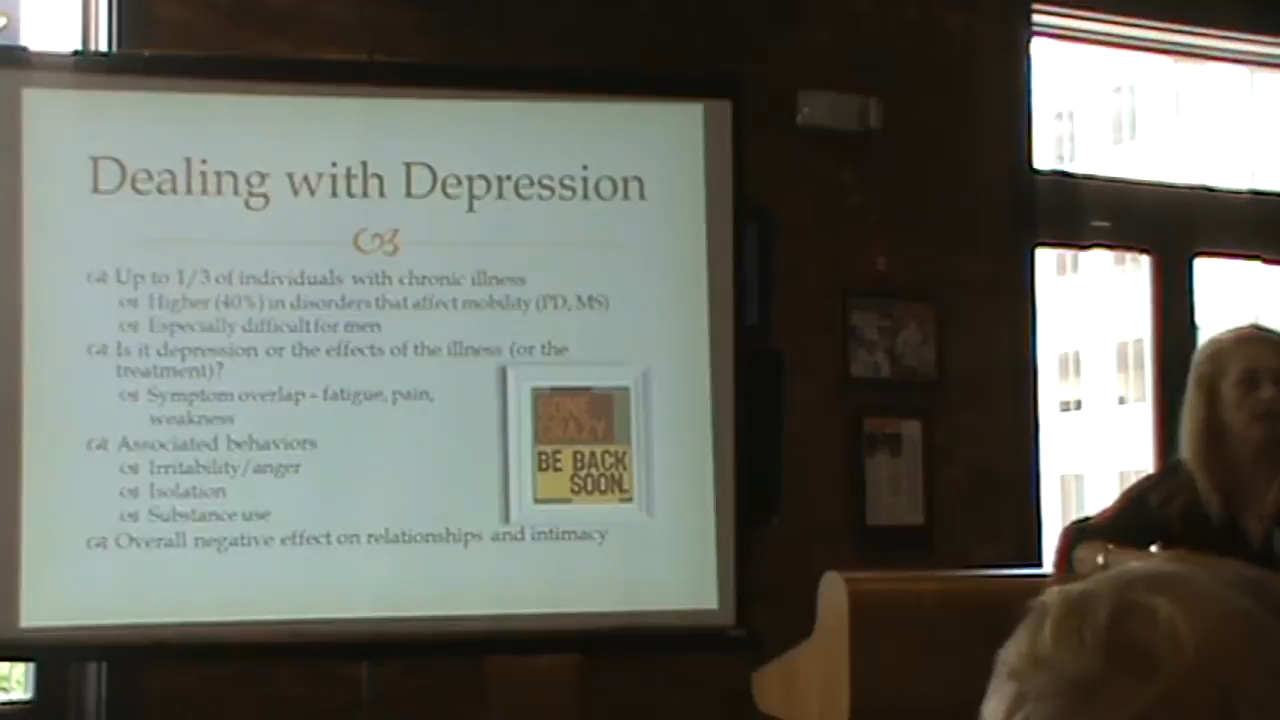 Dealing with Depression
Up to 1/3 of individuals with chronic illness
Higher (40%) in disorders that affect mobility (PD, MS)
Especially difficult for men
Is it depression or the effects of the illness (or the
treatment)?
Symptom overlap – fatigue, pain,
weakness
Associated behaviors
Irritability/anger
Isolation
Substance use
Overall negative effect on relationships and intimacy
GONE
CRAZY
BE BACK
SOON.